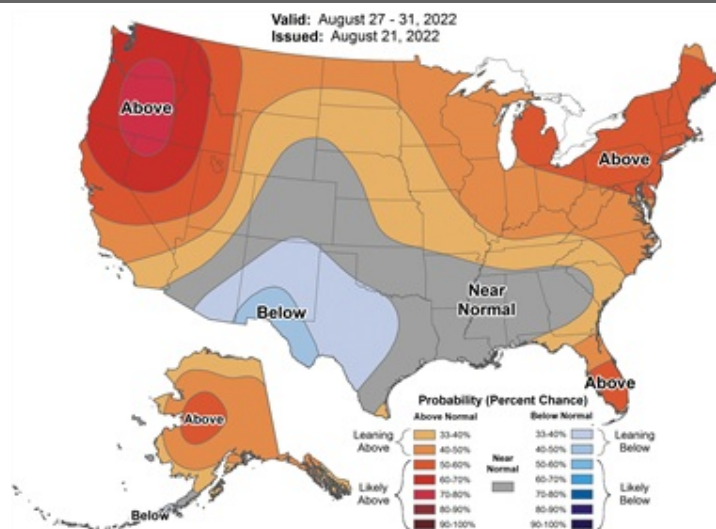 Valid: August 27 - 31, 2022
Issued: August 21, 2022
Above
Above
Near
Normal
Below
Above
Above
Below
Probability (Percent Chance)
Above Normal
Below Normal
Leaning
Above
33-40%
40-50%
Likely
Above
50-60%
60-70%
70-80%
80-90%
90-100%
Near
Normal
33-40%
40-50%
Leaning
Below
50-60%
60-70%
70-80%
80-90%
90-100%
Likely
Below